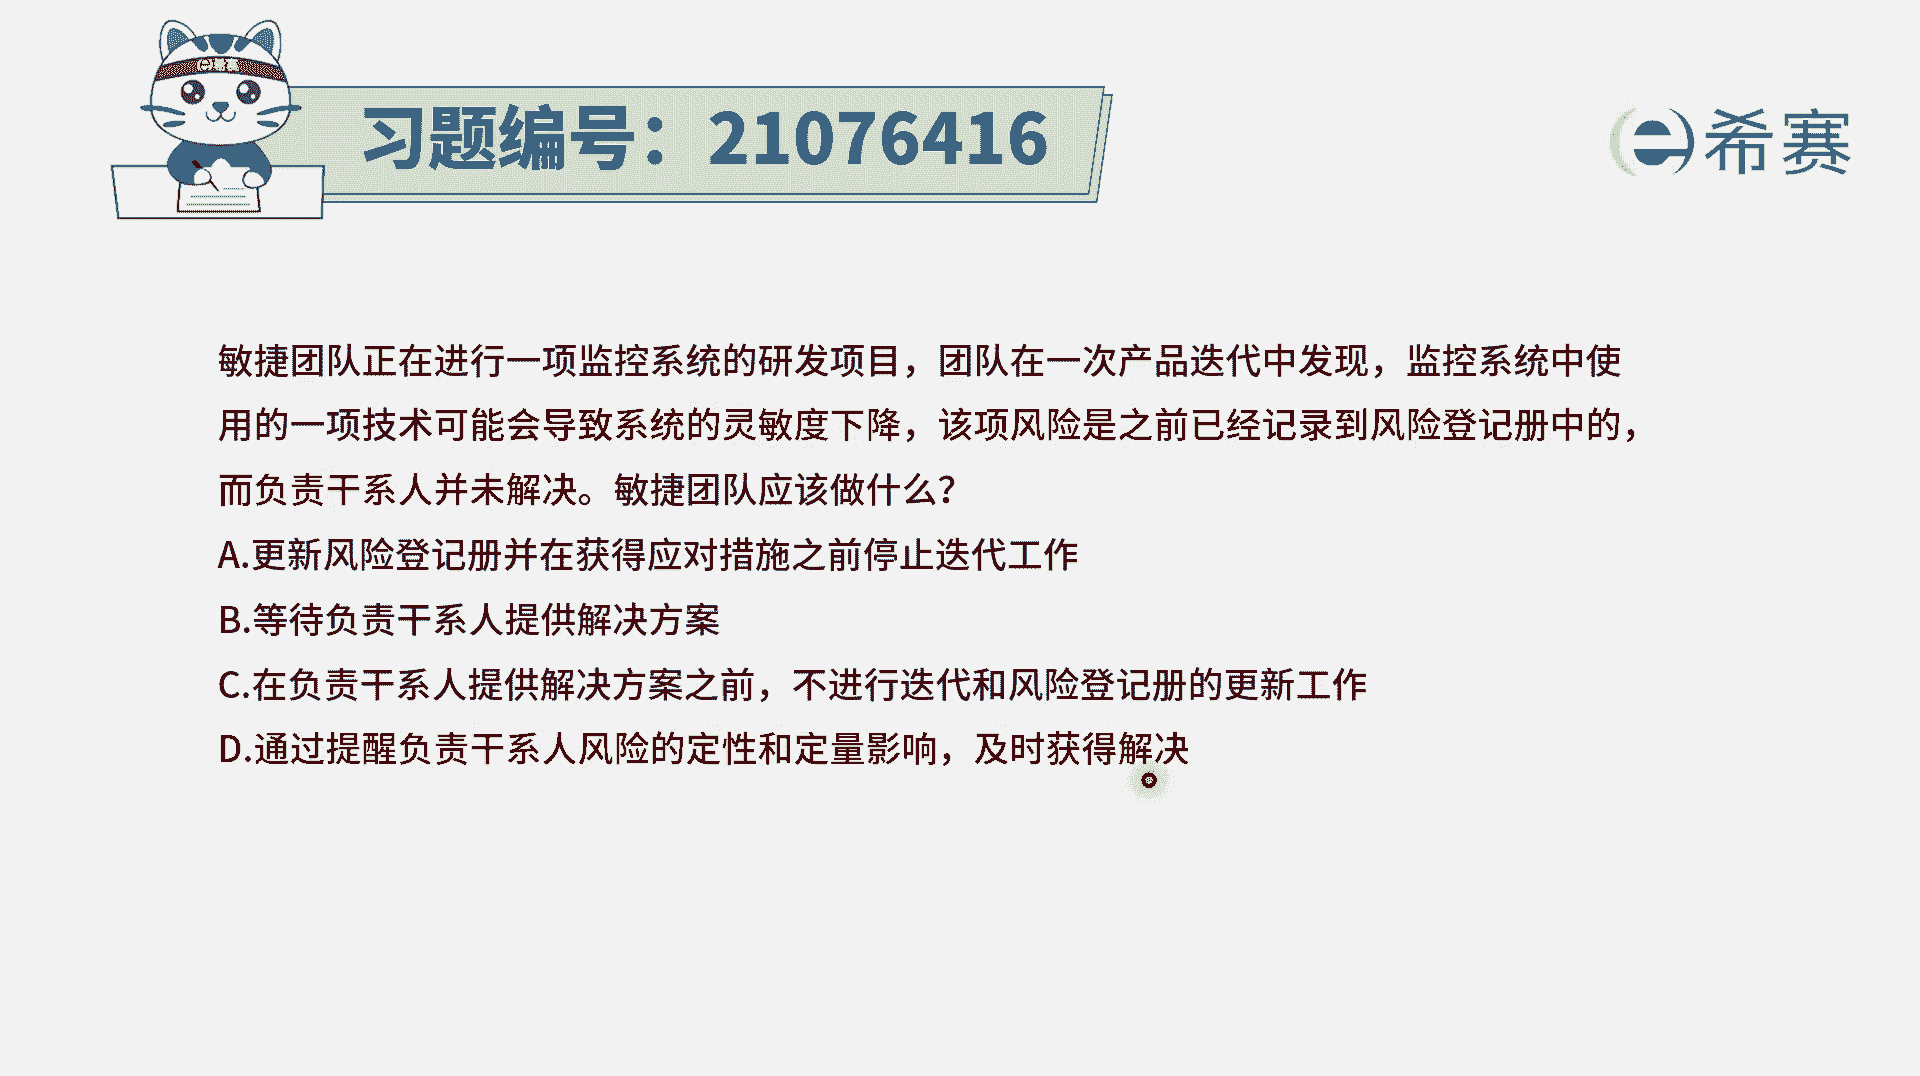 e希赛
习题编号：21076416
e希赛
敏捷团队正在进行一项监控系统的研发项目，团队在一次产品迭代中发现，监控系统中使
用的一项技术可能会导致系统的灵敏度下降，该项风险是之前已经记录到风险登记册中的，
而负责干系人并未解决。敏捷团队应该做什么？
A.更新风险登记册并在获得应对措施之前停止迭代工作
B.等待负责干系人提供解决方案
C.在负责干系人提供解决方案之前，不进行迭代和风险登记册的更新工作
D.通过提醒负责干系人风险的定性和定量影响，及时获得解决